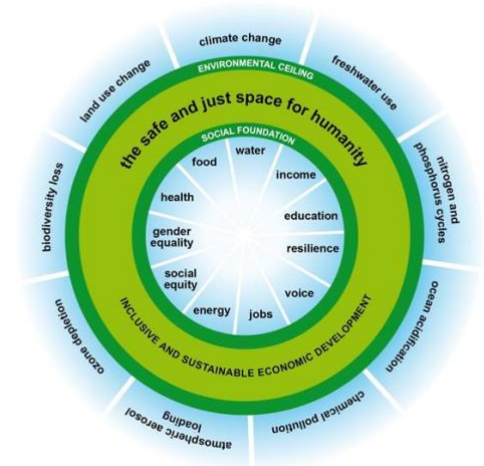 climate change
freshwater use
nitrogen and
phosphorus cycles
ocean acidification
chemical pollution
atmospheric aerosol
loading
ozone depletion
biodiversity loss
land use change
ENVIRONMENTAL CEILING
the safe and just space for humanity
SOCIAL FOUNDATION
water
income
education
resilience
voice
jobs
energy
social
equity
gender
equality
health
food
INCLUSIVE AND SUSTAINABLE ECONOMIC DEVELOPMENT